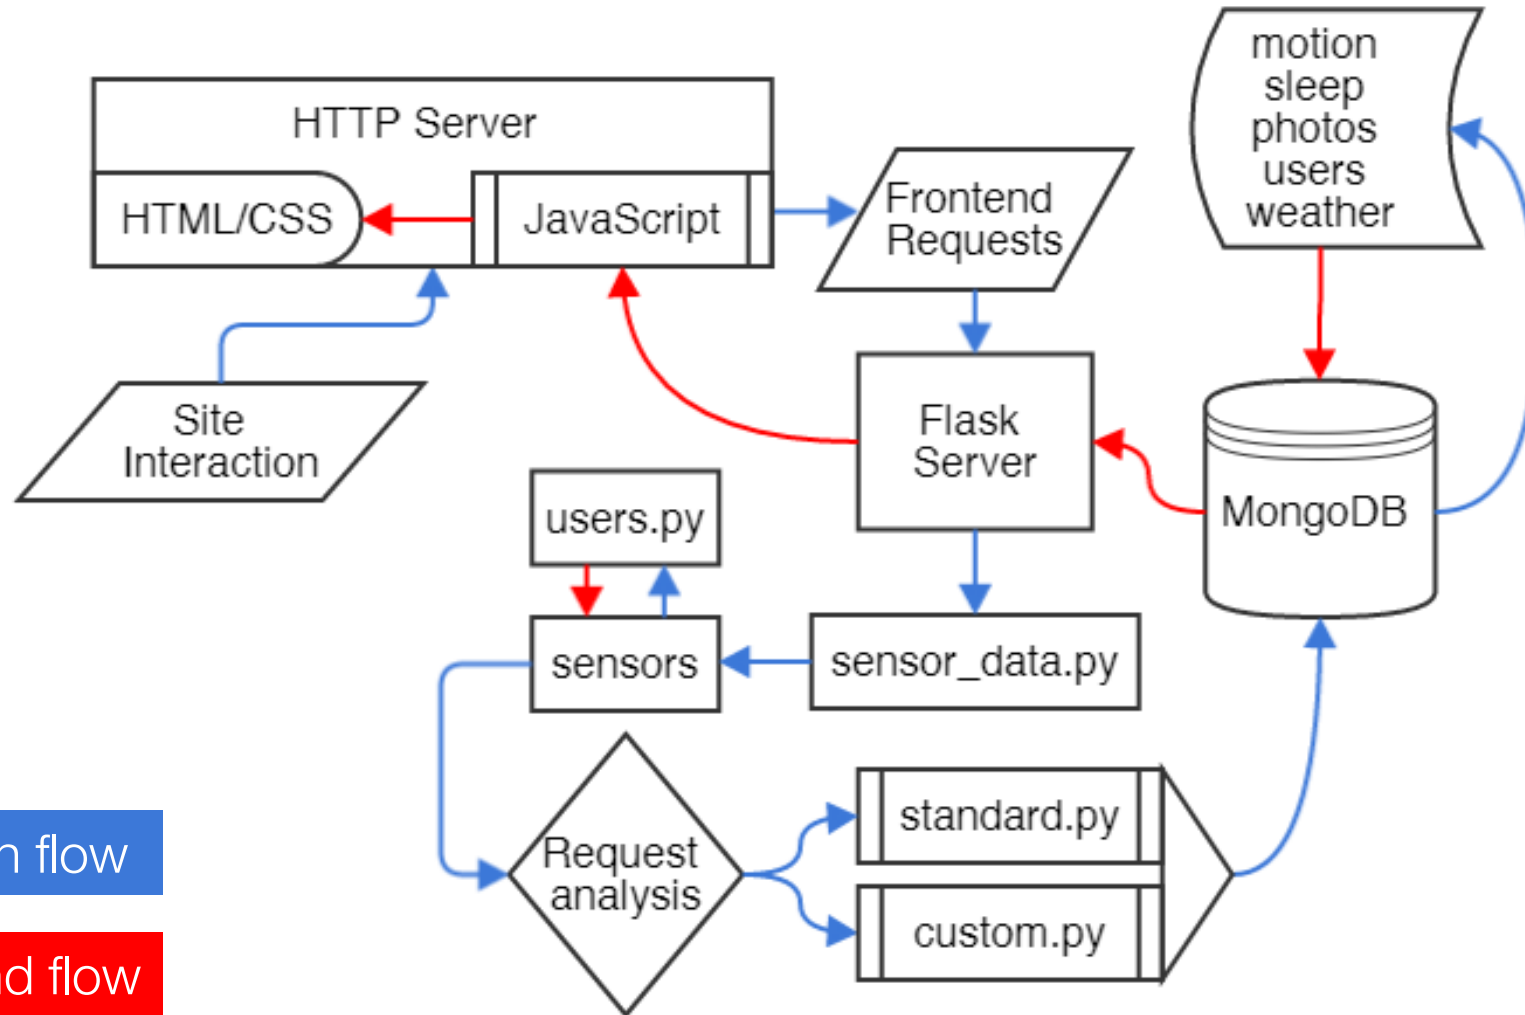 motion
sleep
photos
users
weather
HTTP Server
HTML/CSS
JavaScript
Frontend
Requests
Site
Interaction
Flask
Server
MongoDB
users.py
sensors
sensor_data.py
Request
analysis
standard.py
custom.py
flow
flow